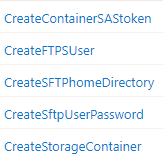 CreateContainerSAStoken
CreateFTPSUser
CreateSFTPhomeDirectory
CreateSftpUserPassword
CreateStorageContainer